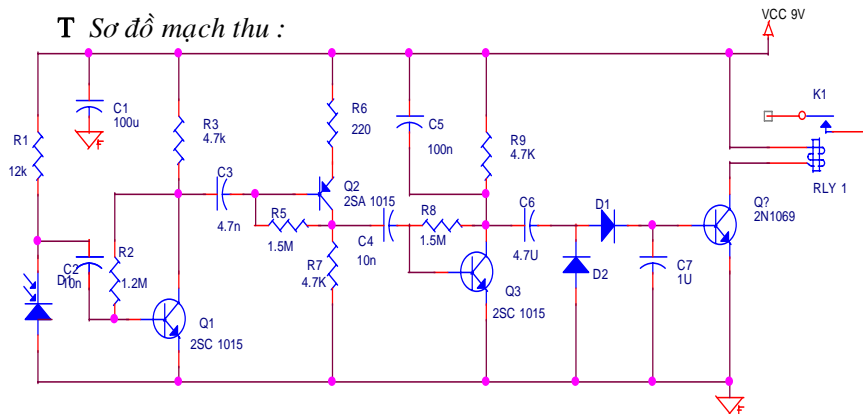 T Sơ đồ mạch thu :
VCC 9V
K1
RLY 1
C1
100u
R1
12k
R3
4.7k
R6
220
C5
100n
R9
4.7K
C3
4.7n
Q2
2SA 1015
R5
1.5M
C4
10n
R8
1.5M
C6
4.7U
D1
Q?
2N1069
R2
1.2M
C2
10n
D1
R7
4.7K
D2
C7
1U
Q1
2SC 1015
Q3
2SC 1015